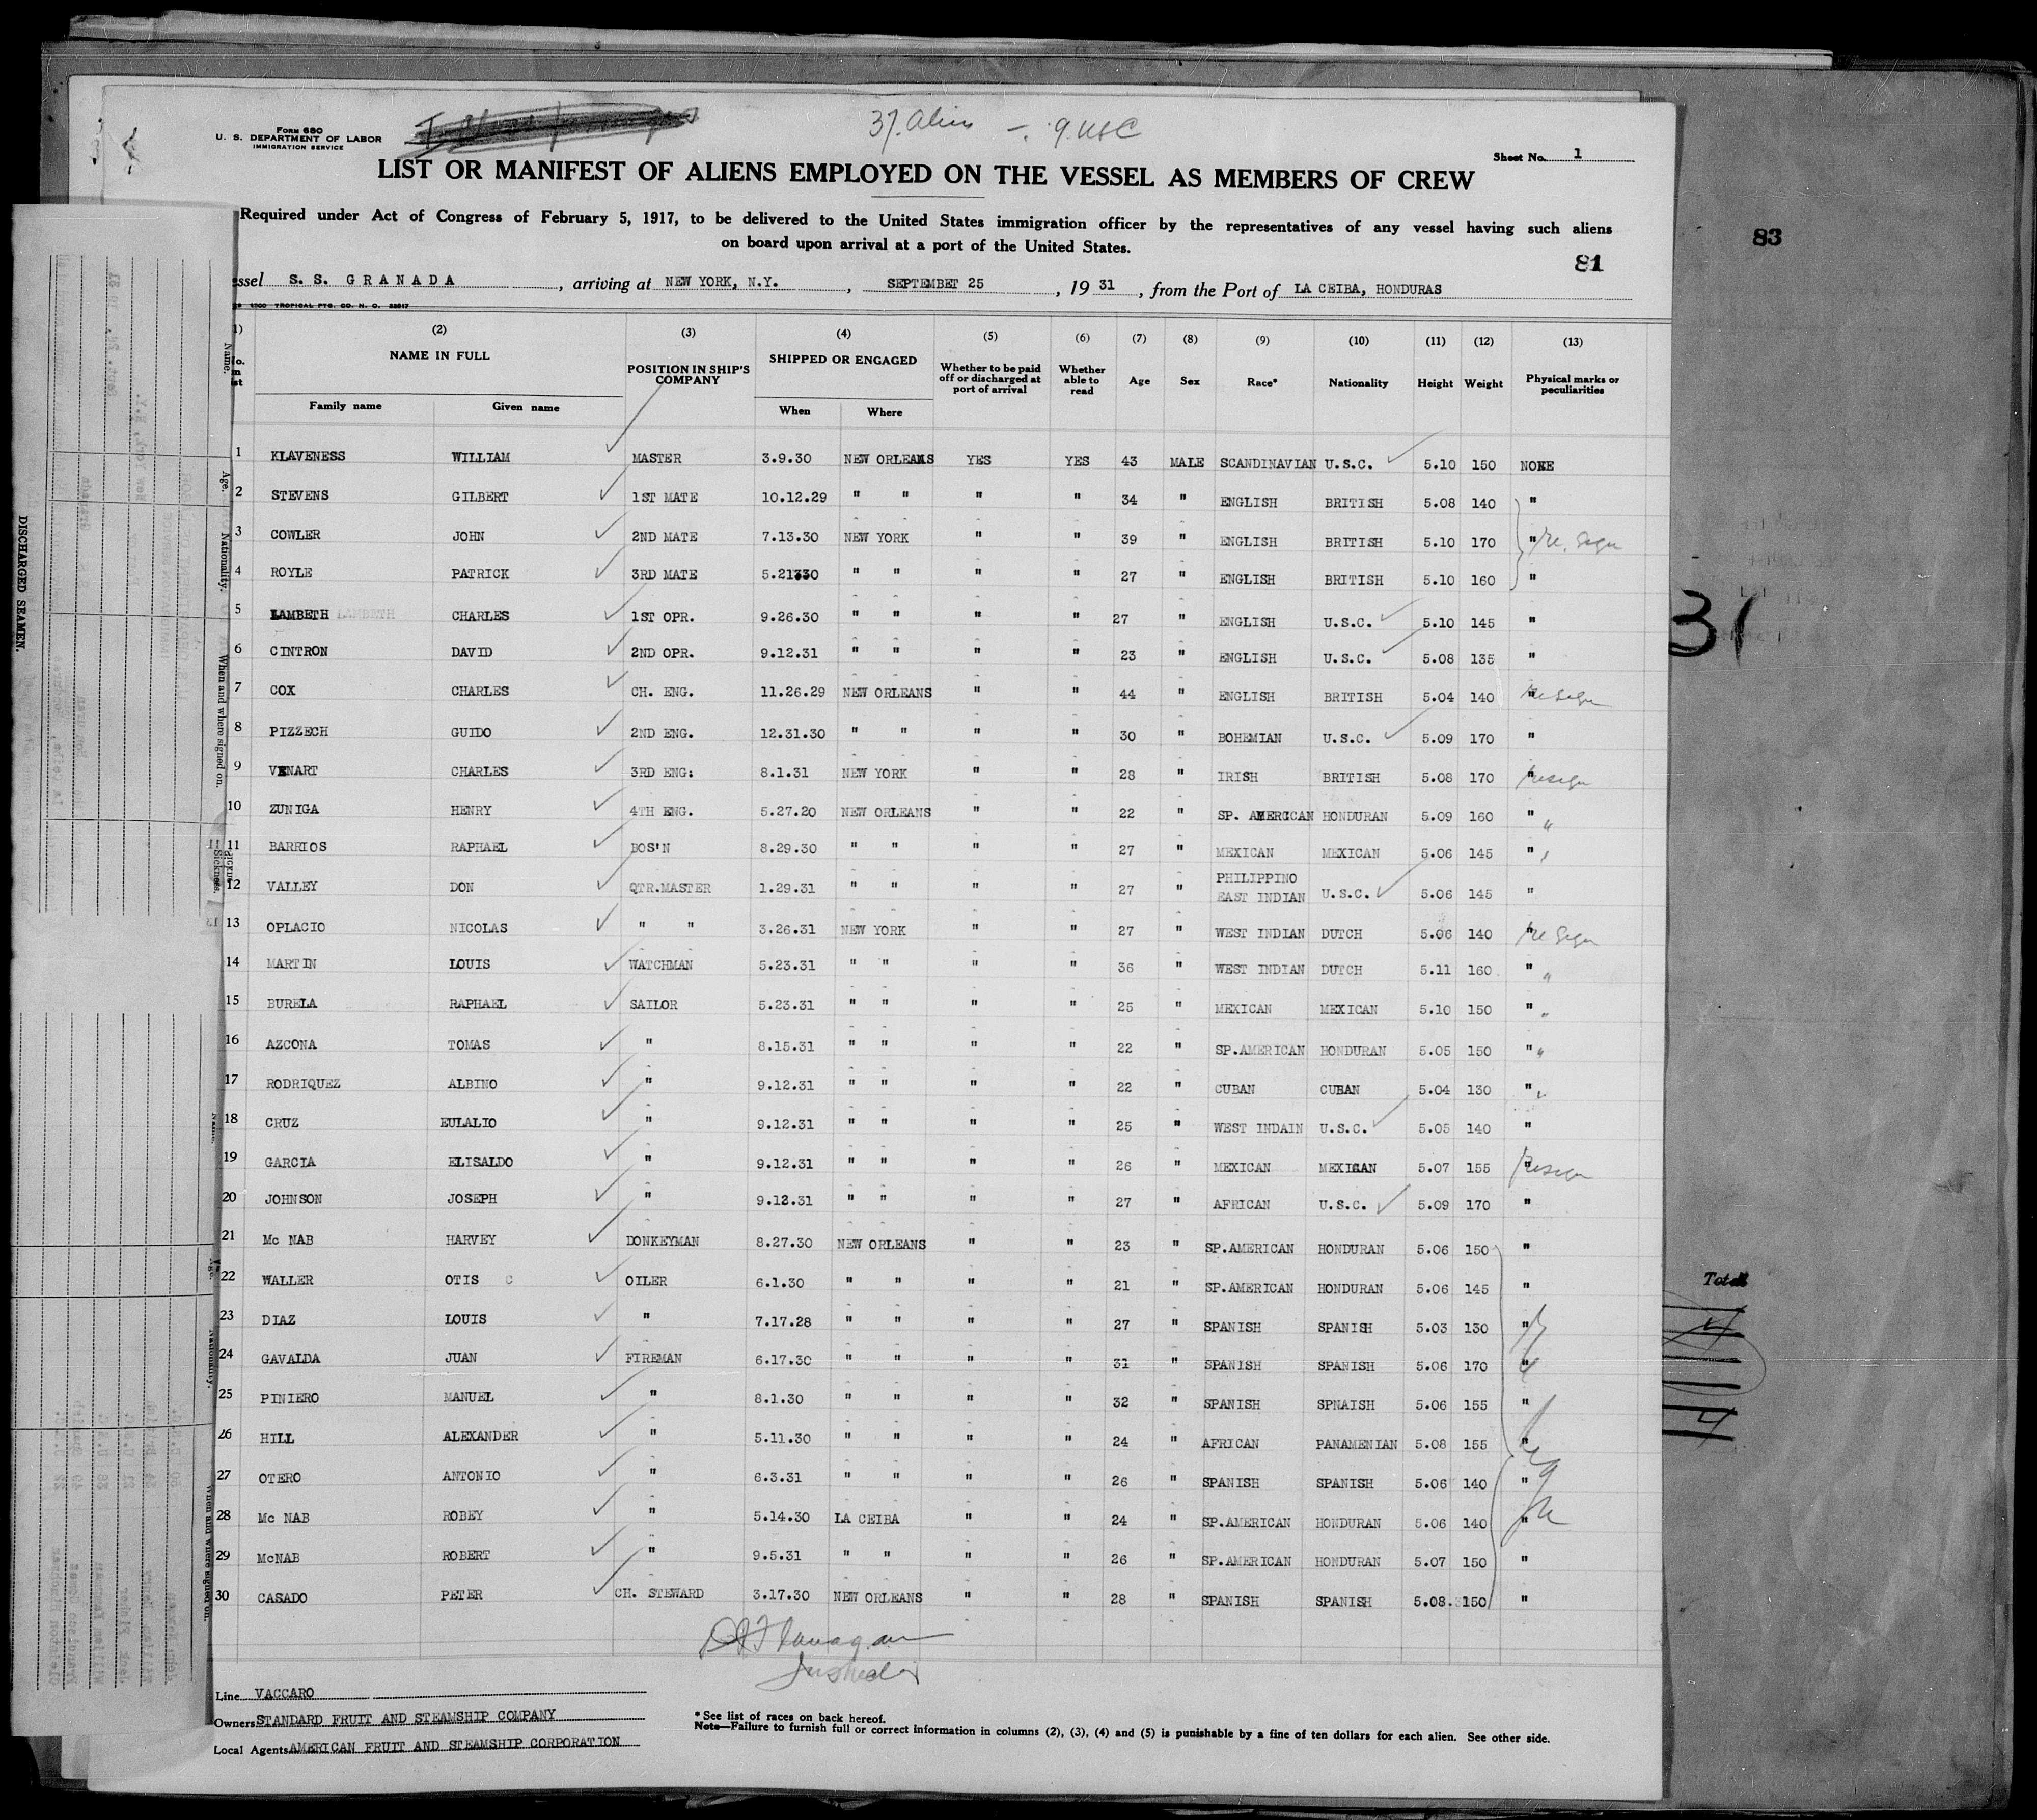 Form 680
U. S. DEPARTMENT OF LABOR
IMMIGRATION SERVICE
37 Alien — 9 USC
Sheet No. 1
LIST OR MANIFEST OF ALIENS EMPLOYED ON THE VESSEL AS MEMBERS OF CREW
Required under Act of Congress of February 5, 1917, to be delivered to the United States immigration officer by the representatives of any vessel having such aliens
on board upon arrival at a port of the United States.
83
81
essel S. S. GRANADA, arriving at NEW YORK, N.Y., SEPTEMBET 25, 19 31, from the Port of LA CEIBA, HONDURAS
TROPICAL PTG. CO. N. O.
(2) (3) (4) (5) (6) (7) (8) (9) (10) (11) (12) (13)
NAME IN FULL POSITION IN SHIP'S COMPANY SHIPPED OR ENGAGED Whether to be paid off or discharged at port of arrival Whether able to read Age Sex Race* Nationality Height Weight Physical marks or peculiarities
Family name Given name When Where
1 KLAVENESS WILLIAM MASTER 3.9.30 NEW ORLEANS YES YES 43 MALE SCANDINAVIAN U.S.C. 5.10 150 NONE
2 STEVENS GILBERT 1ST MATE 10.12.29 " " " " 34 " ENGLISH BRITISH 5.08 140 "
3 COWLER JOHN 2ND MATE 7.13.30 NEW YORK " " 39 " ENGLISH BRITISH 5.10 170 "
4 ROYLE PATRICK 3RD MATE 5.21330 " " " " 27 " ENGLISH BRITISH 5.10 160 "
5 LAMBETH LAMBETH CHARLES 1ST OPR. 9.26.30 " " " " 27 " ENGLISH U.S.C. 5.10 145 "
6 CINTRON DAVID 2ND OPR. 9.12.31 " " " " 23 " ENGLISH U.S.C. 5.08 135 "
7 COX CHARLES CH. ENG. 11.26.29 NEW ORLEANS " " 44 " ENGLISH BRITISH 5.04 140 "
8 PIZZECH GUIDO 2ND ENG. 12.31.30 " " " " 30 " BOHEMIAN U.S.C. 5.09 170 "
9 VENART CHARLES 3RD ENG: 8.1.31 NEW YORK " " 28 " IRISH BRITISH 5.08 170 "
10 ZUNIGA HENRY 4TH ENG. 5.27.20 NEW ORLEANS " " 22 " SP. AMERICAN HONDURAN 5.09 160 "
11 BARRIOS RAPHAEL BOS'N 8.29.30 " " " " 27 " MEXICAN MEXICAN 5.06 145 "
12 VALLEY DON QTR.MASTER 1.29.31 " " " " 27 " PHILIPPINO EAST INDIAN U.S.C. 5.06 145 "
13 OPLACIO NICOLAS " " 3.26.31 NEW YORK " " 27 " WEST INDIAN DUTCH 5.06 140 "
14 MARTIN LOUIS WATCHMAN 5.23.31 " " " " 36 " WEST INDIAN DUTCH 5.11 160 "
15 BURELA RAPHAEL SAILOR 5.23.31 " " " " 25 " MEXICAN MEXICAN 5.10 150 "
16 AZCONA TOMAS " 8.15.31 " " " " 22 " SP.AMERICAN HONDURAN 5.05 150 "
17 RODRIQUEZ ALBINO " 9.12.31 " " " " 22 " CUBAN CUBAN 5.04 130 "
18 CRUZ EULALIO " 9.12.31 " " " " 25 " WEST INDAIN U.S.C. 5.05 140 "
19 GARCIA ELISALDO " 9.12.31 " " " " 26 " MEXICAN MEXICAN 5.07 155 "
20 JOHNSON JOSEPH " 9.12.31 " " " " 27 " AFRICAN U.S.C. 5.09 170 "
21 Mc NAB HARVEY DONKEYMAN 8.27.30 NEW ORLEANS " " 23 " SP.AMERICAN HONDURAN 5.06 150 "
22 WALLER OTIS C OILER 6.1.30 " " " " 21 " SP.AMERICAN HONDURAN 5.06 145 "
23 DIAZ LOUIS " 7.17.28 " " " " 27 " SPANISH SPANISH 5.03 130 "
24 GAVALDA JUAN FIREMAN 6.17.30 " " " " 31 " SPANISH SPANISH 5.06 170 "
25 PINIERO MANUEL " 8.1.30 " " " " 32 " SPANISH SPNAISH 5.06 155 "
26 HILL ALEXANDER " 5.11.30 " " " " 24 " AFRICAN PANAMENIAN 5.08 155 "
27 OTERO ANTONIO " 6.3.31 " " " " 26 " SPANISH SPANISH 5.06 140 "
28 Mc NAB ROBEY " 5.14.30 LA CEIBA " " 24 " SP.AMERICAN HONDURAN 5.06 140 "
29 McNAB ROBERT " 9.5.31 " " " " 26 " SP.AMERICAN HONDURAN 5.07 150 "
30 CASADO PETER CH. STEWARD 3.17.30 NEW ORLEANS " " 28 " SPANISH SPANISH 5.08 150 "
Line VACCARO
Owners STANDARD FRUIT AND STEAMSHIP COMPANY
Local Agents AMERICAN FRUIT AND STEAMSHIP CORPORATION
* See list of races on back hereof.
Note—Failure to furnish full or correct information in columns (2), (3), (4) and (5) is punishable by a fine of ten dollars for each alien. See other side.
DISCHARGED SEAMEN.
Name.
Age.
Nationality.
When and where signed on.
31
Total